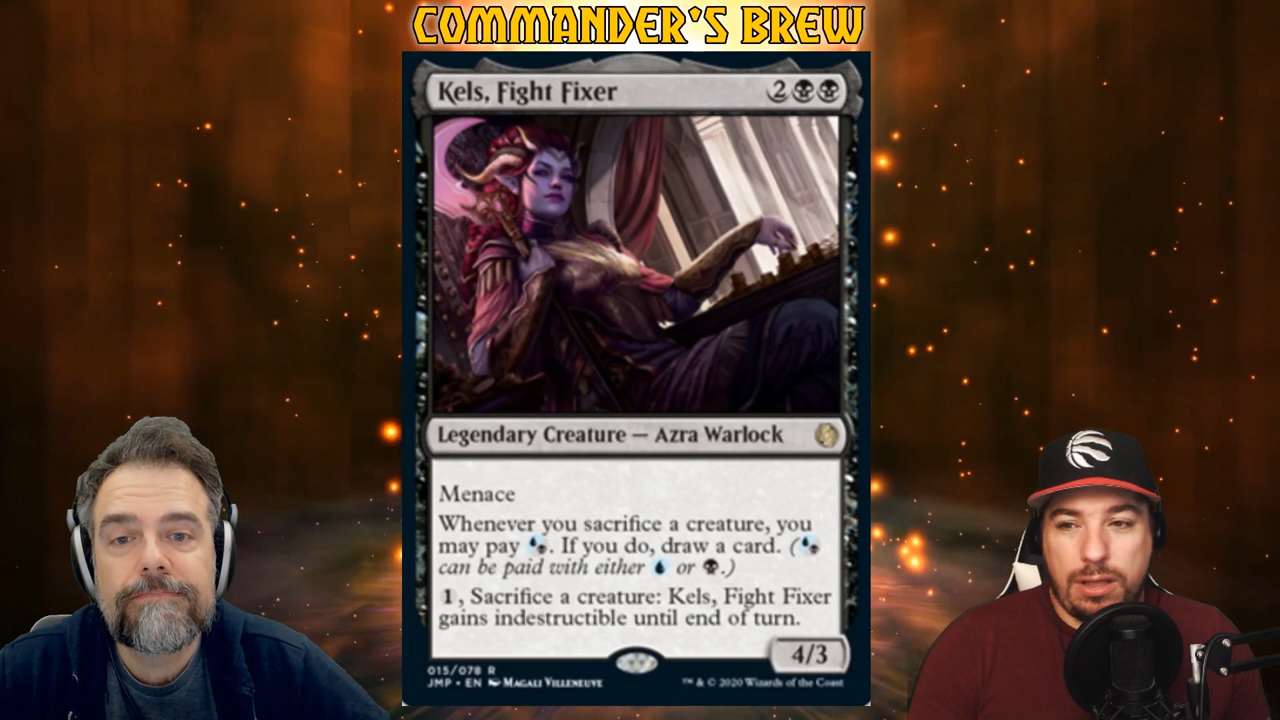 COMMANDER'S BREW
Kels, Fight Fixer 2
Legendary Creature — Azra Warlock
Menace
Whenever you sacrifice a creature, you
may pay . If you do, draw a card. (
can be paid with either or .)
1, Sacrifice a creature: Kels, Fight Fixer
gains indestructible until end of turn.
4/3
015/078 R
JMP • EN MAGALI VILLENEUVE
™ & © 2020 Wizards of the Coast